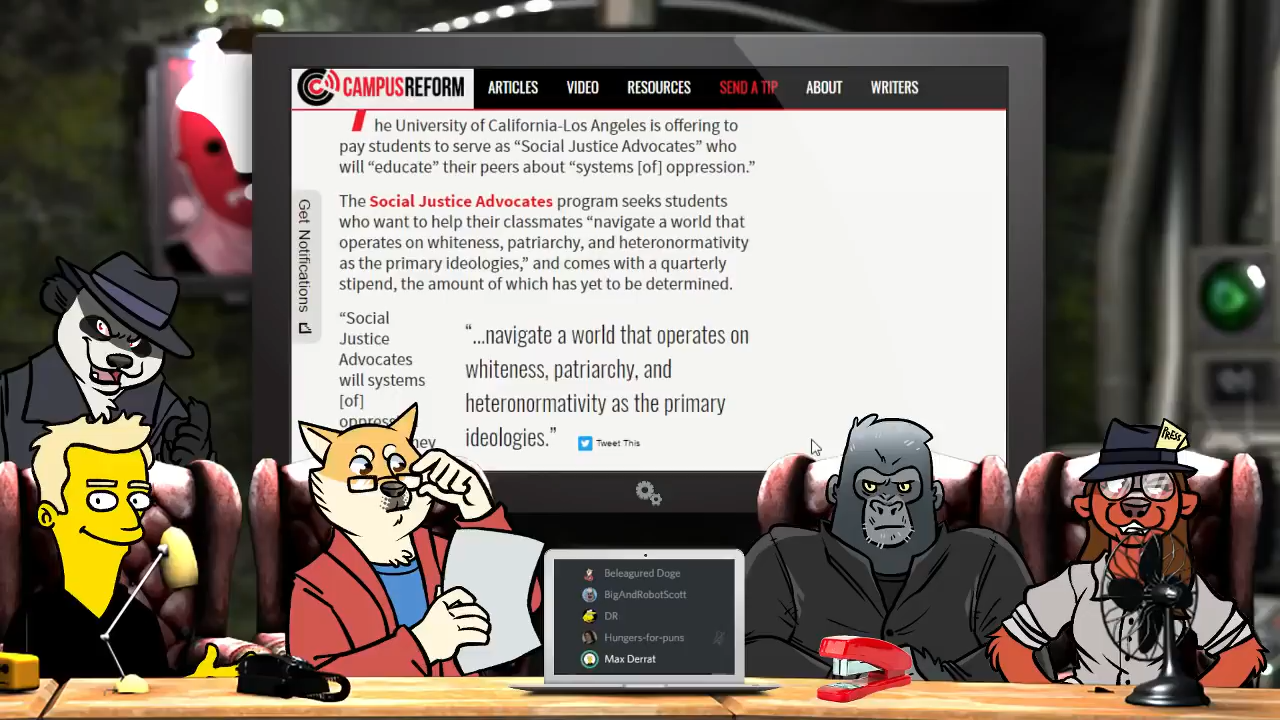 CAMPUSREFORM ARTICLES VIDEO RESOURCES SEND A TIP ABOUT WRITERS
The University of California-Los Angeles is offering to
pay students to serve as “Social Justice Advocates” who
will “educate” their peers about “systems [of] oppression.”
The Social Justice Advocates program seeks students
who want to help their classmates “navigate a world that
operates on whiteness, patriarchy, and heteronormativity
as the primary ideologies,” and comes with a quarterly
stipend, the amount of which has yet to be determined.
Get Notifications
“Social
Justice
Advocates
will systems
[of]
“...navigate a world that operates on
whiteness, patriarchy, and
heteronormativity as the primary
ideologies.”
Tweet This
PRESS
Beleagured Doge
BigAndRobotScott
DR
Hungers-for-puns
Max Derrat